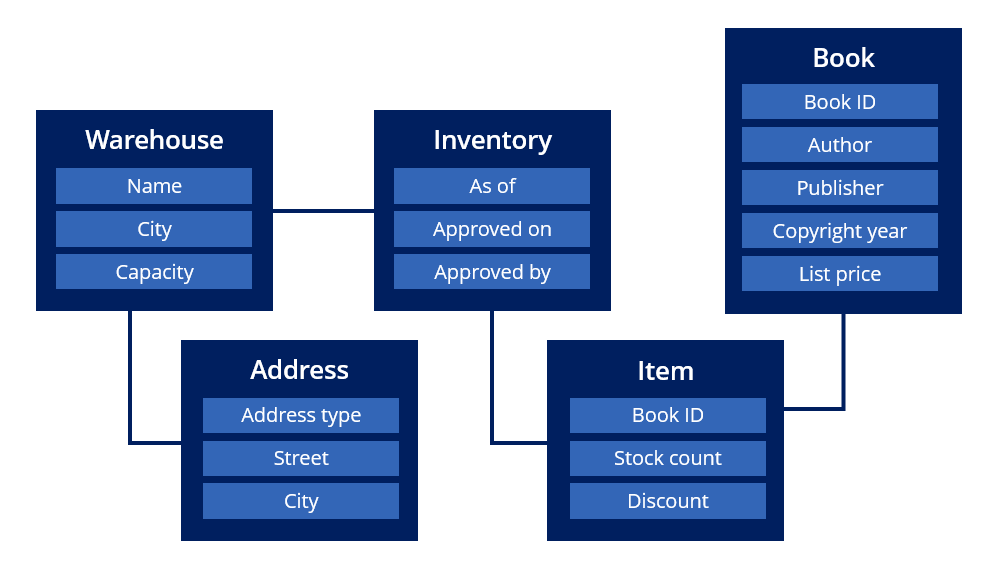 Warehouse
Name
City
Capacity
Inventory
As of
Approved on
Approved by
Book
Book ID
Author
Publisher
Copyright year
List price
Address
Address type
Street
City
Item
Book ID
Stock count
Discount